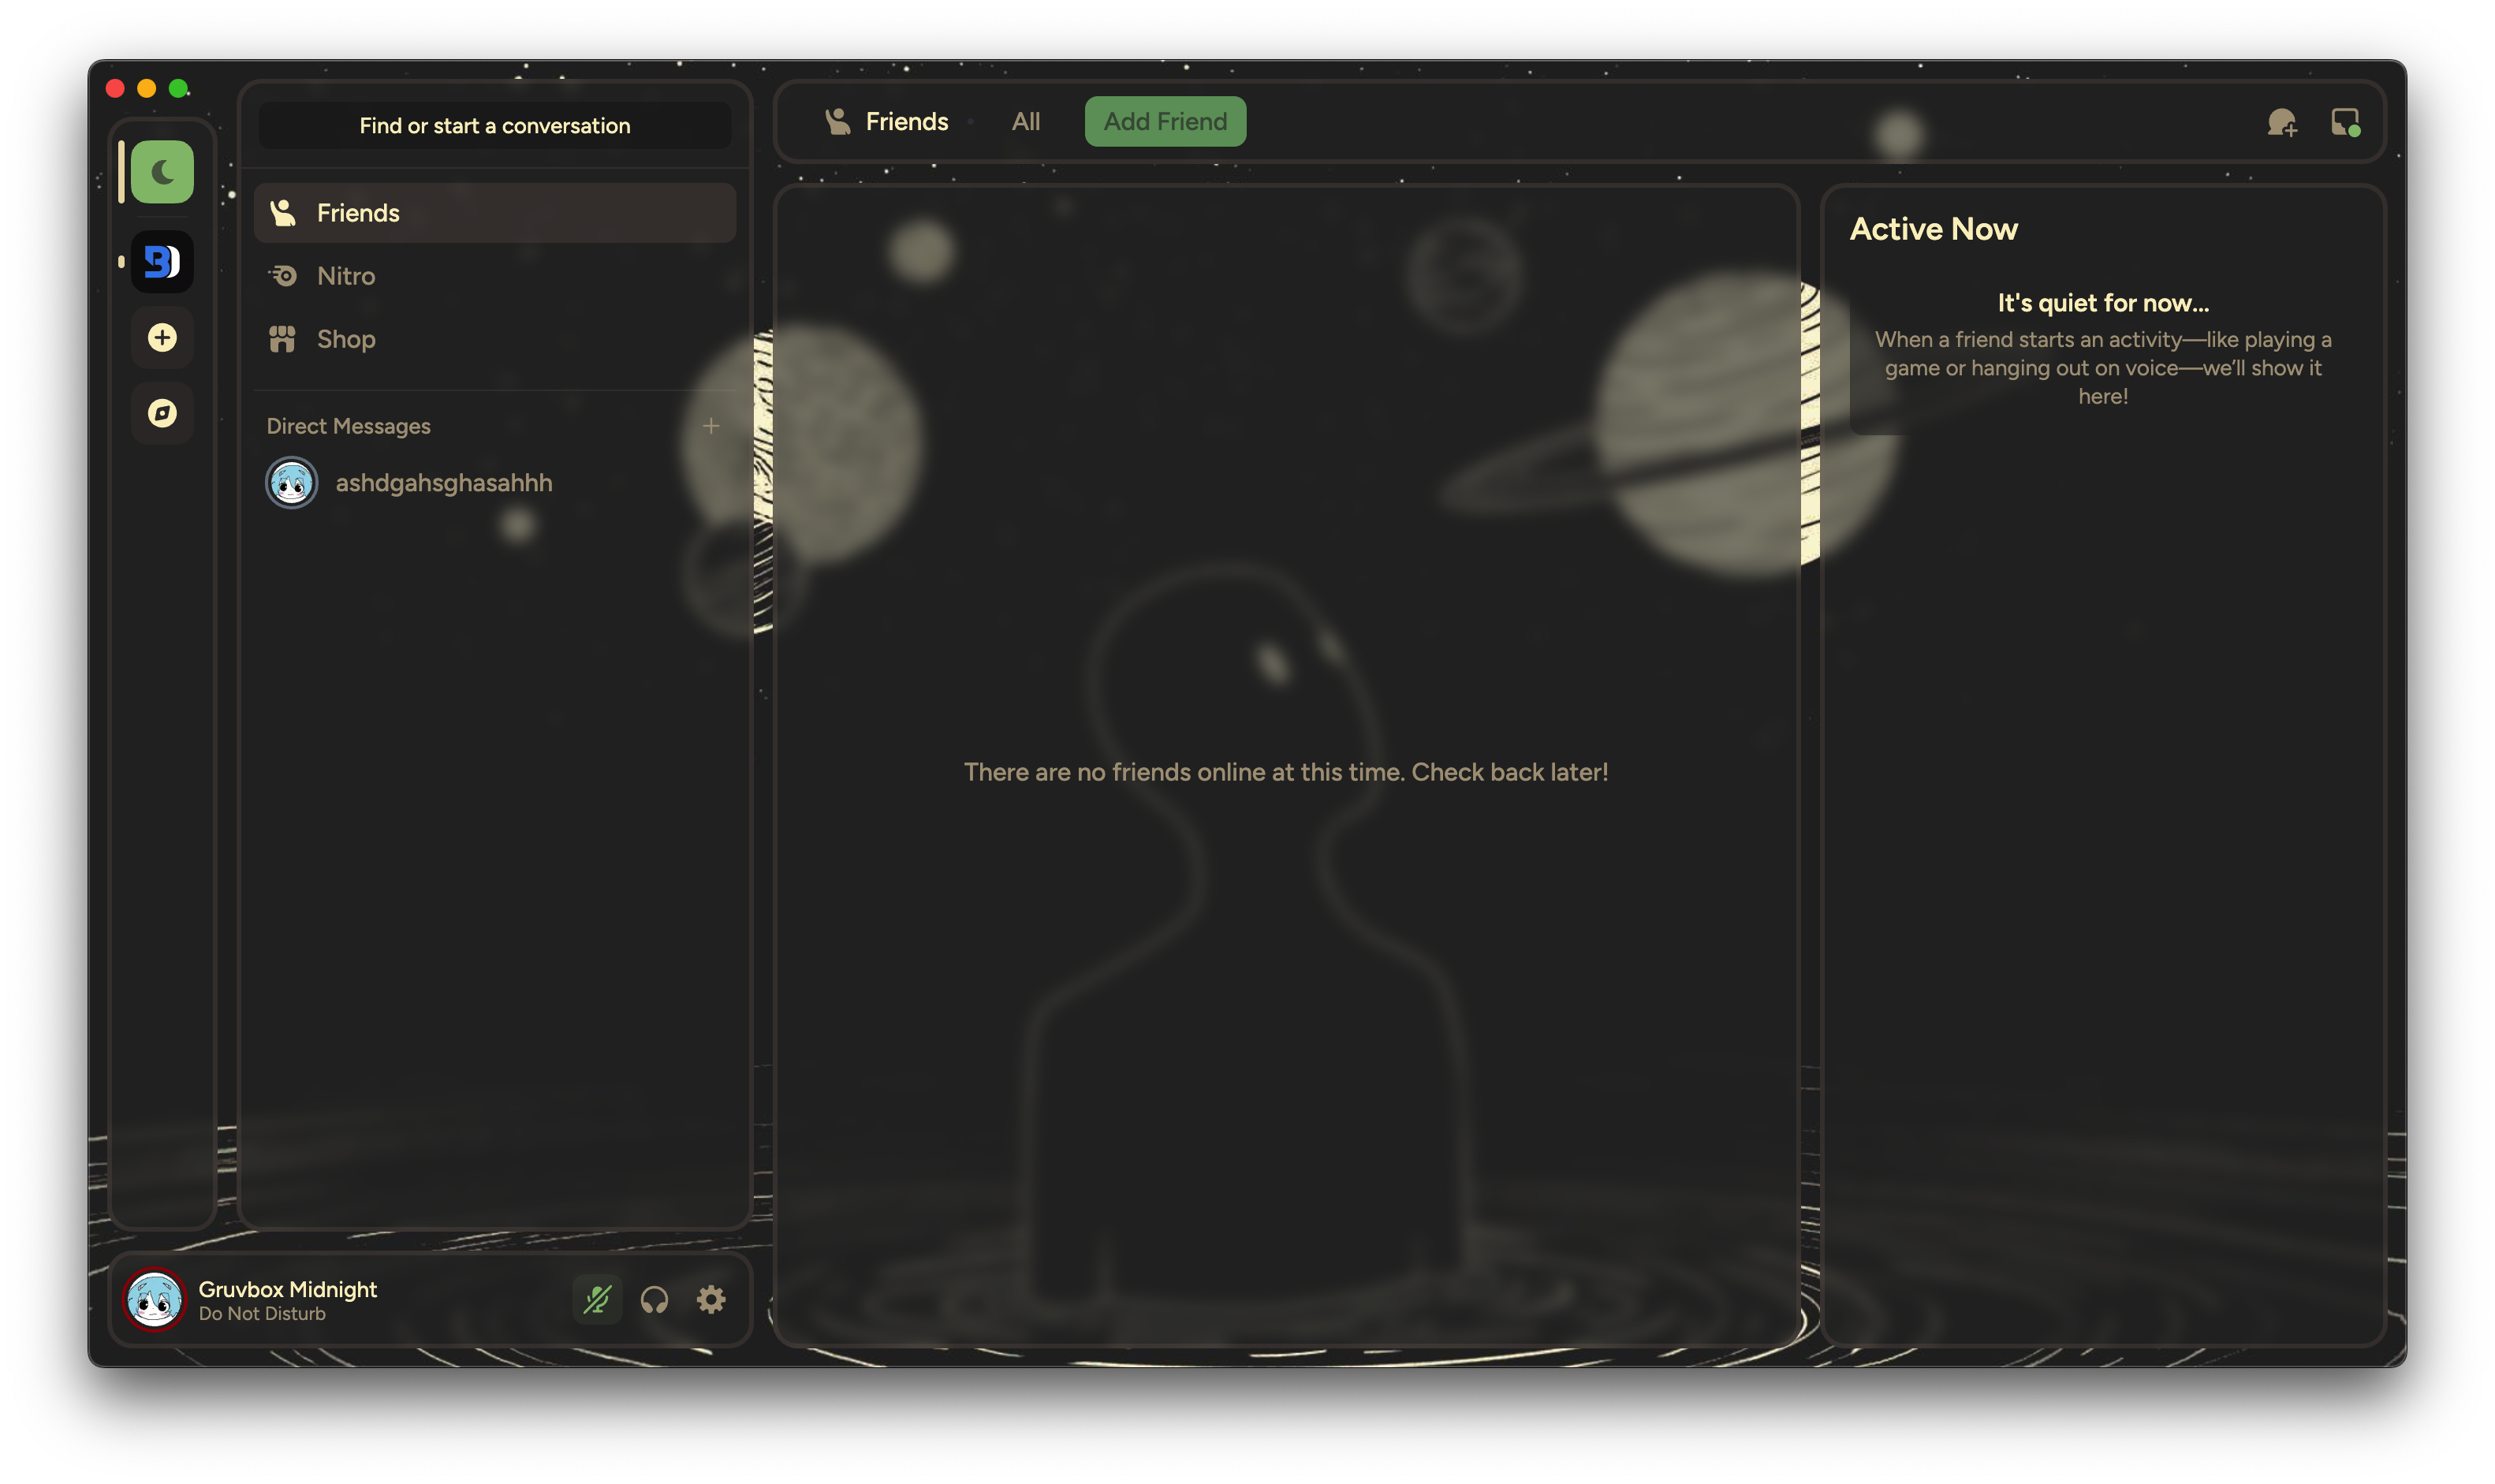 Find or start a conversation
Friends
Nitro
Shop
Direct Messages
ashdgahsghasahhh
Gruvbox Midnight
Do Not Disturb
Friends
All
Add Friend
There are no friends online at this time. Check back later!
Active Now
It's quiet for now...
When a friend starts an activity—like playing a
game or hanging out on voice—we’ll show it
here!